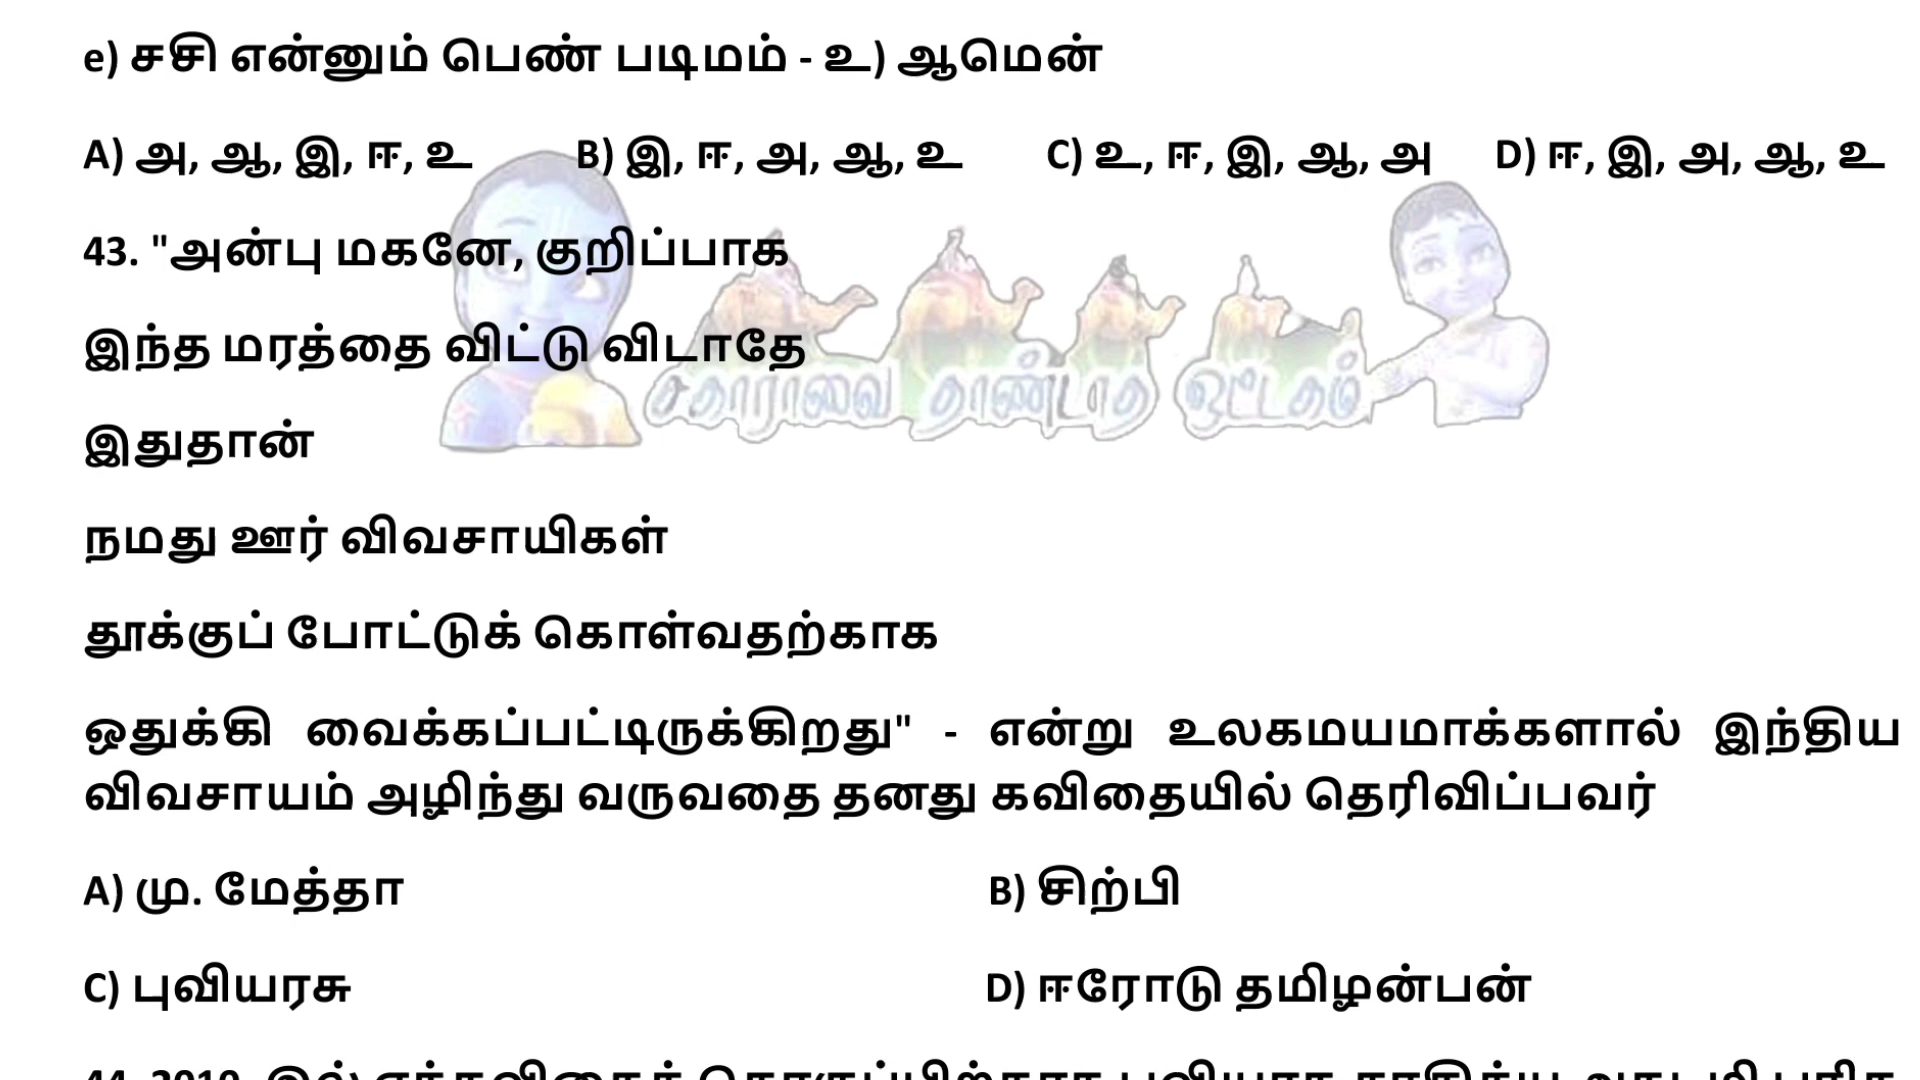 e) சசி என்னும் பெண் படிமம் - உ) ஆமென்
A) அ, ஆ, இ, ஈ, உ B) இ, ஈ, அ, ஆ, உ C) உ, ஈ, இ, ஆ, அ D) ஈ, இ, அ, ஆ, உ
43. "அன்பு மகனே, குறிப்பாக
இந்த மரத்தை விட்டு விடாதே
சகாராவை தாண்டாத ஒட்டகம்
இதுதான்
நமது ஊர் விவசாயிகள்
தூக்குப் போட்டுக் கொள்வதற்காக
ஒதுக்கி வைக்கப்பட்டிருக்கிறது" - என்று உலகமயமாக்களால் இந்திய
விவசாயம் அழிந்து வருவதை தனது கவிதையில் தெரிவிப்பவர்
A) மு. மேத்தா B) சிற்பி
C) புவியரசு D) ஈரோடு தமிழன்பன்